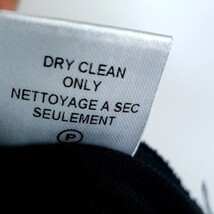 DRY CLEAN
ONLY
NETTOYAGE A SEC
SEULEMENT
P